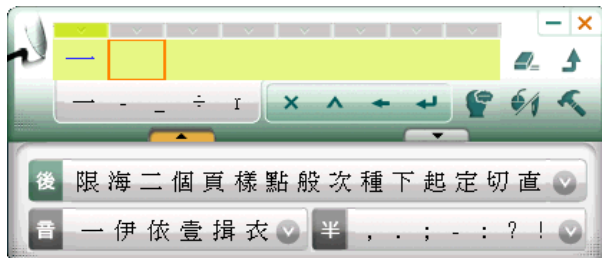 一
一 - _ ÷ I
後 限海二個頁樣點般次種下起定切直
音 一伊依壹揖衣 半 , . ; - : ? !